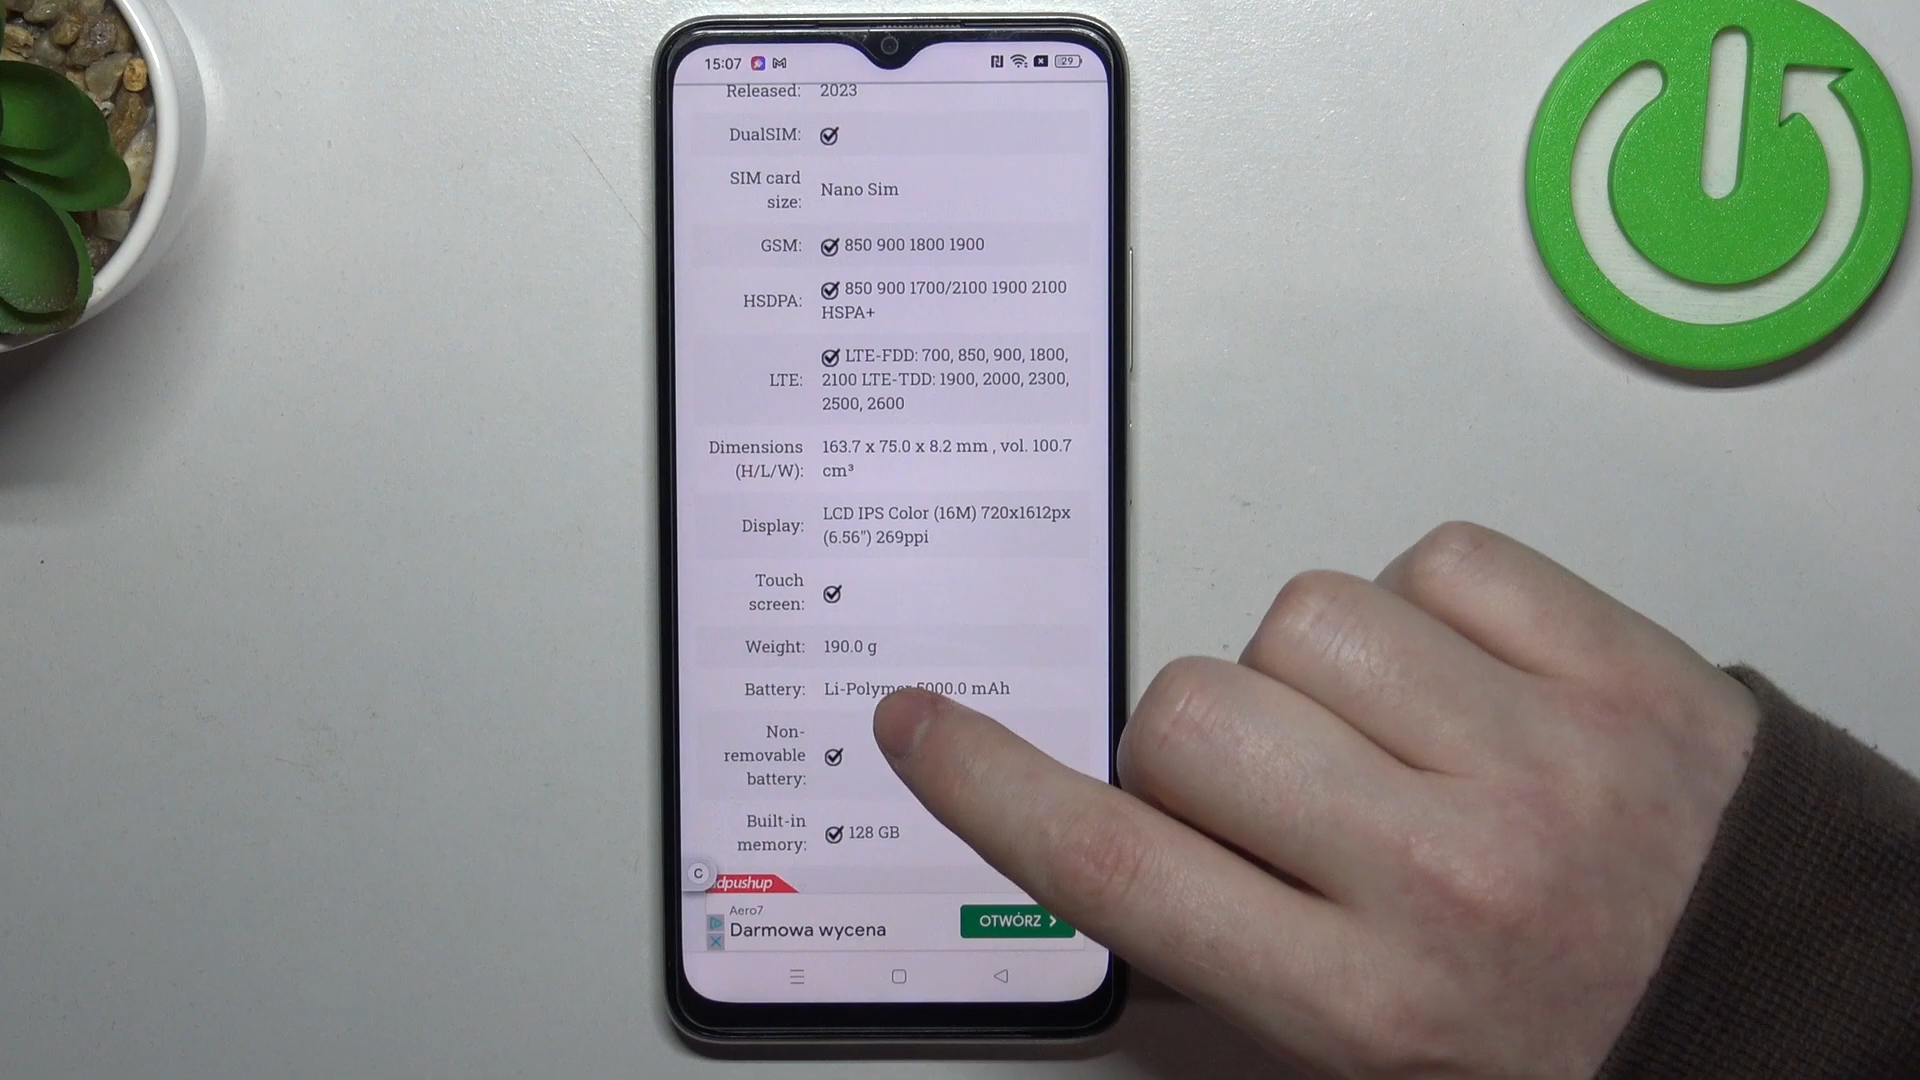 15:07 29
Released: 2023
DualSIM:
SIM card
size: Nano Sim
GSM: 850 900 1800 1900
HSDPA: 850 900 1700/2100 1900 2100
HSPA+
LTE: LTE-FDD: 700, 850, 900, 1800,
2100 LTE-TDD: 1900, 2000, 2300,
2500, 2600
Dimensions
(H/L/W): 163.7 x 75.0 x 8.2 mm , vol. 100.7
cm³
Display: LCD IPS Color (16M) 720x1612px
(6.56") 269ppi
Touch
screen:
Weight: 190.0 g
Battery: Li-Polymer 5000.0 mAh
Non-
removable
battery:
Built-in
memory: 128 GB
C
dpushup
Aero7
Darmowa wycena
OTWÓRZ